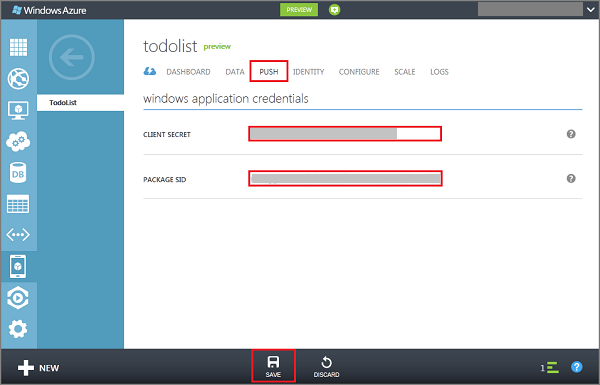 Windows Azure PREVIEW
todolist preview
DASHBOARD DATA PUSH IDENTITY CONFIGURE SCALE LOGS
TodoList
windows application credentials
CLIENT SECRET ?
PACKAGE SID ?
DB
NEW SAVE DISCARD 1 ?